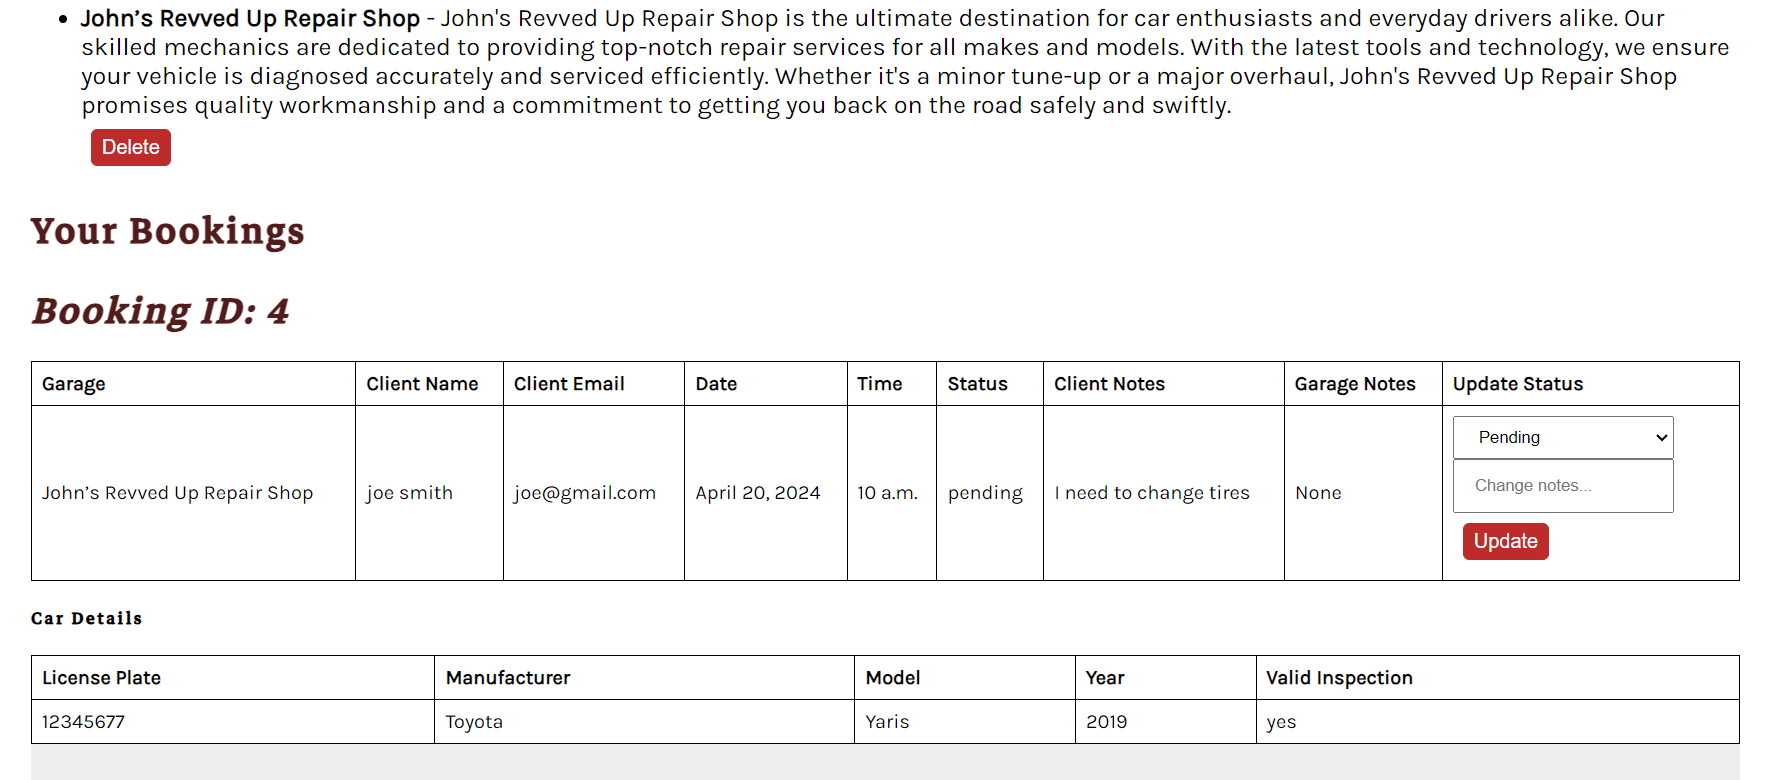 John’s Revved Up Repair Shop - John's Revved Up Repair Shop is the ultimate destination for car enthusiasts and everyday drivers alike. Our
skilled mechanics are dedicated to providing top-notch repair services for all makes and models. With the latest tools and technology, we ensure
your vehicle is diagnosed accurately and serviced efficiently. Whether it's a minor tune-up or a major overhaul, John's Revved Up Repair Shop
promises quality workmanship and a commitment to getting you back on the road safely and swiftly.
Delete
Your Bookings
Booking ID: 4
Garage Client Name Client Email Date Time Status Client Notes Garage Notes Update Status
John’s Revved Up Repair Shop joe smith joe@gmail.com April 20, 2024 10 a.m. pending I need to change tires None
Pending
Change notes...
Update
Car Details
License Plate Manufacturer Model Year Valid Inspection
12345677 Toyota Yaris 2019 yes